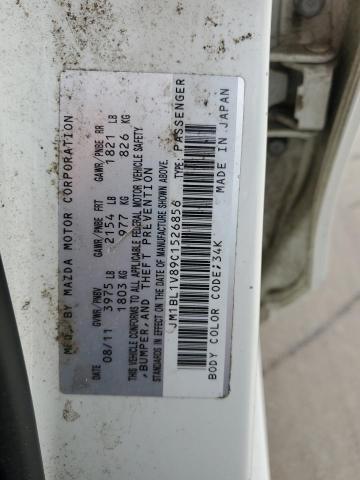 MFD.BY MAZDA MOTOR CORPORATION
DATE GVWR/PNBV GAWR/PNBE FRT GAWR/PNBE RR
08/11 3975 LB 2154 LB 1821 LB
1803 KG 977 KG 826 KG
THIS VEHICLE CONFORMS TO ALL APPLICABLE FEDERAL MOTOR VEHICLE SAFETY,
,BUMPER,AND THEFT PREVENTION
STANDARDS IN EFFECT ON THE DATE OF MANUFACTURE SHOWN ABOVE.
JM1BL1V89C1526856 TYPE: PASSENGER
BODY COLOR CODE;34K MADE IN JAPAN